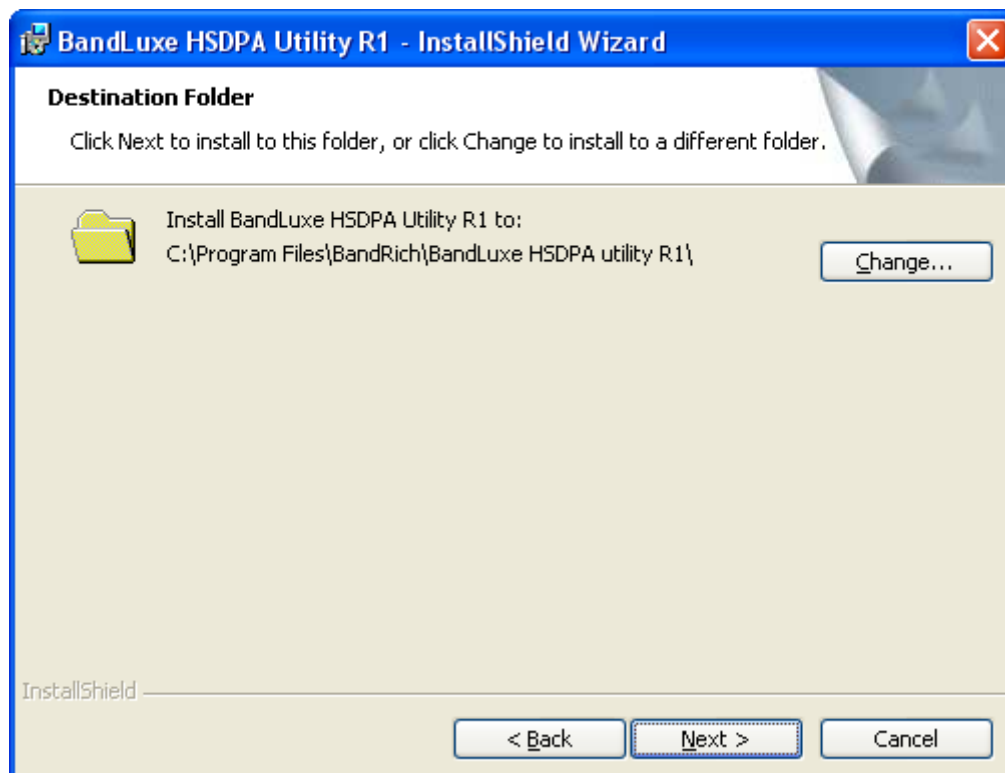 BandLuxe HSDPA Utility R1 - InstallShield Wizard
Destination Folder
Click Next to install to this folder, or click Change to install to a different folder.
Install BandLuxe HSDPA Utility R1 to:
C:\Program Files\BandRich\BandLuxe HSDPA utility R1\
Change...
InstallShield
< Back
Next >
Cancel